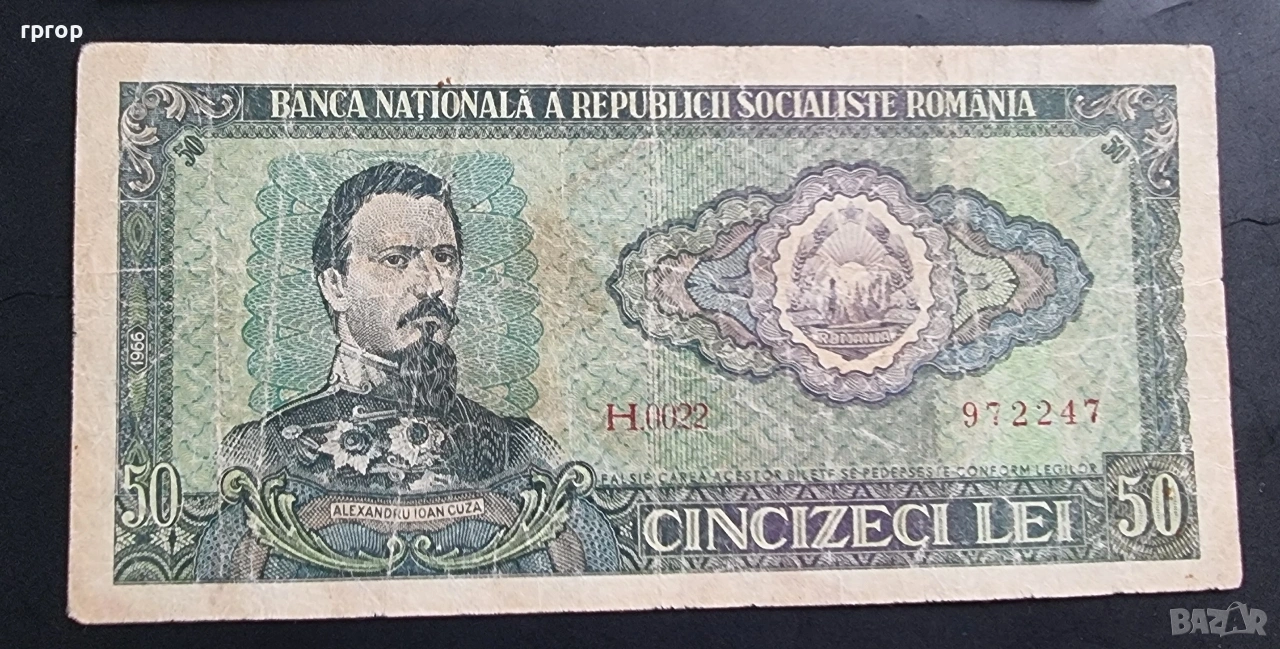 rprop
BANCA NAȚIONALĂ A REPUBLICII SOCIALISTE ROMÂNIA
50
50
1966
ROMANIA
H.0022 972247
FALSIFICAREA ACESTOR BILETE SE PEDEPSEȘTE CONFORM LEGILOR
50
ALEXANDRU IOAN CUZA
CINCIZECI LEI
50
BAZAR